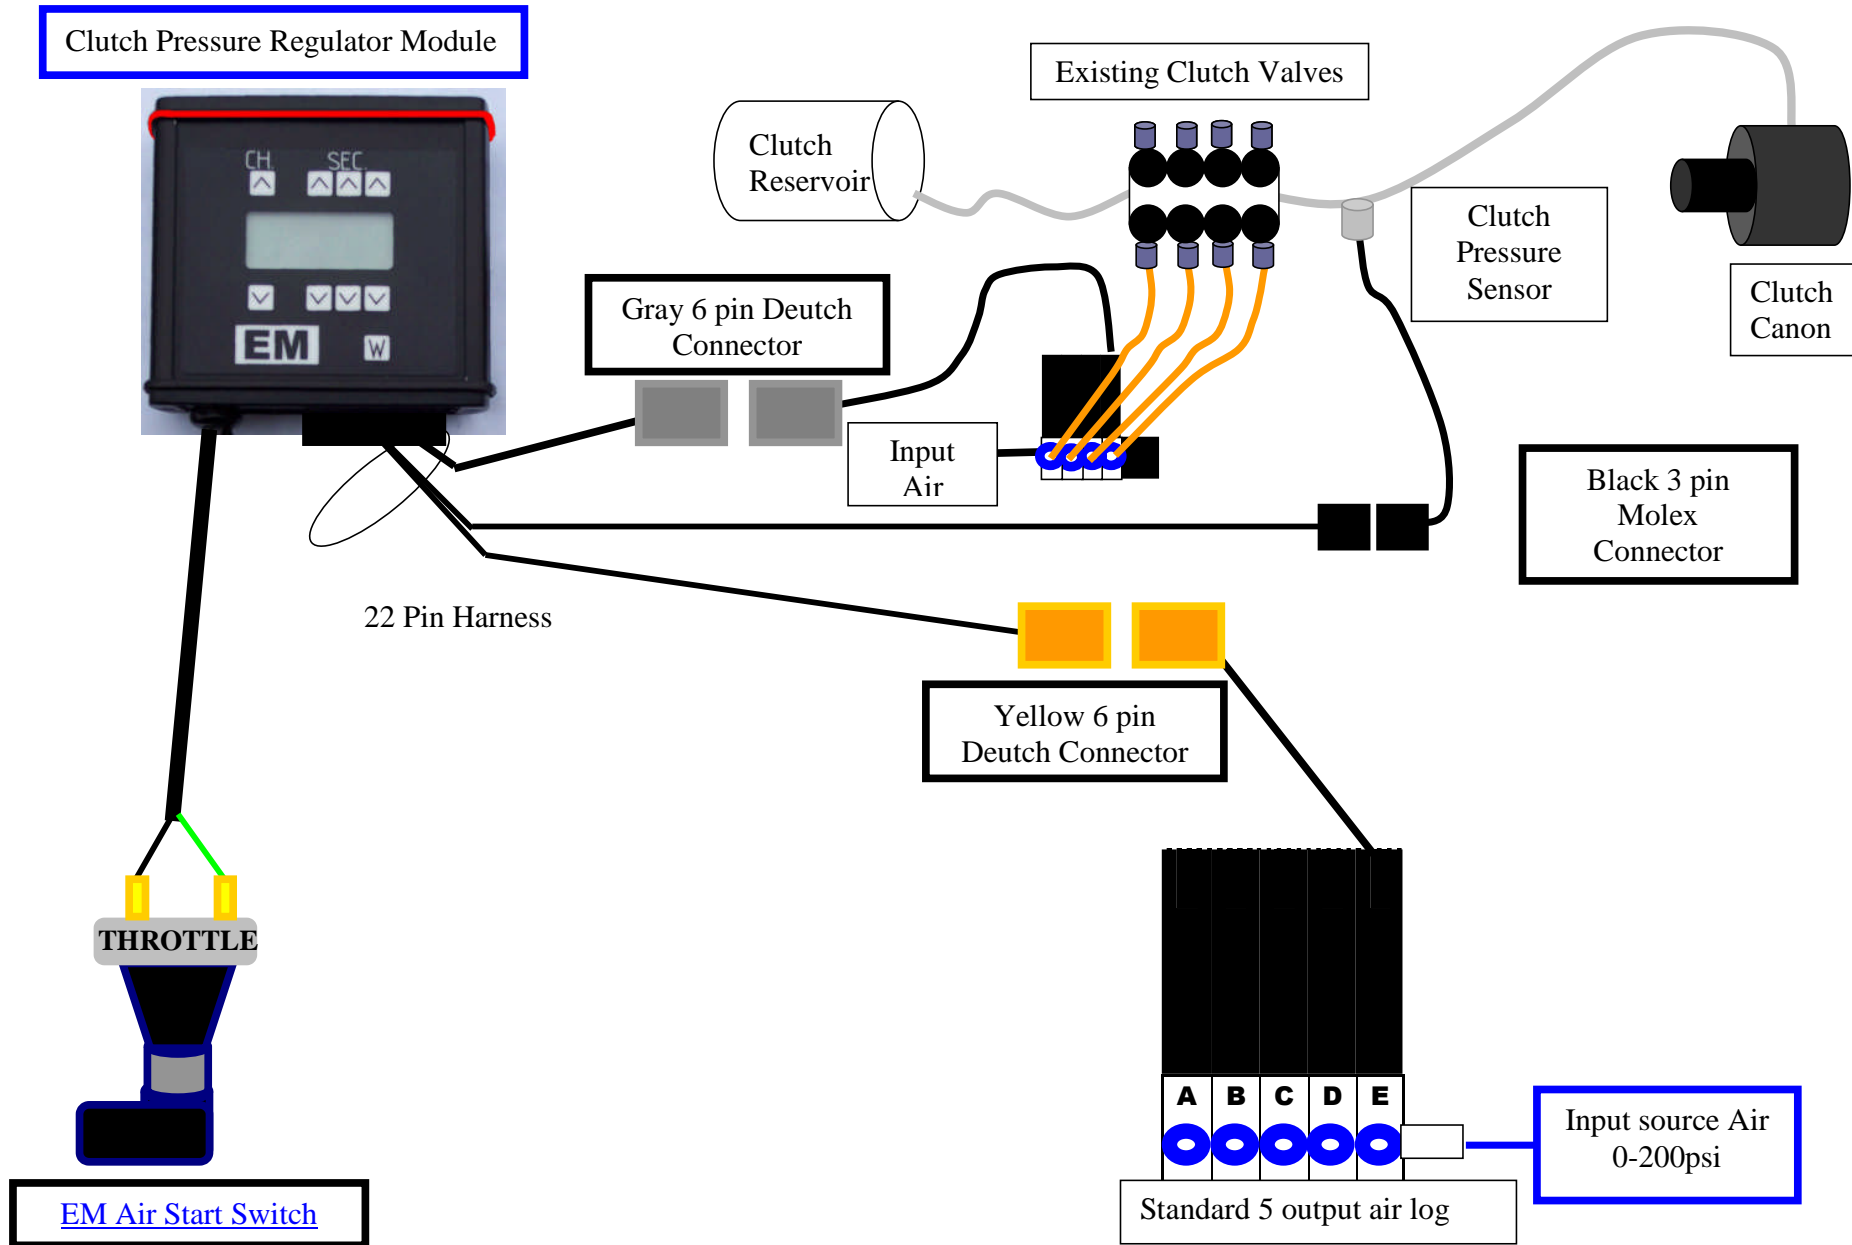 Clutch Pressure Regulator Module
CH. SEC.
EM
W
Existing Clutch Valves
Clutch
Reservoir
Clutch
Pressure
Sensor
Clutch
Canon
Gray 6 pin Deutch
Connector
Input
Air
Black 3 pin
Molex
Connector
22 Pin Harness
Yellow 6 pin
Deutch Connector
THROTTLE
EM Air Start Switch
A B C D E
Input source Air
0-200psi
Standard 5 output air log